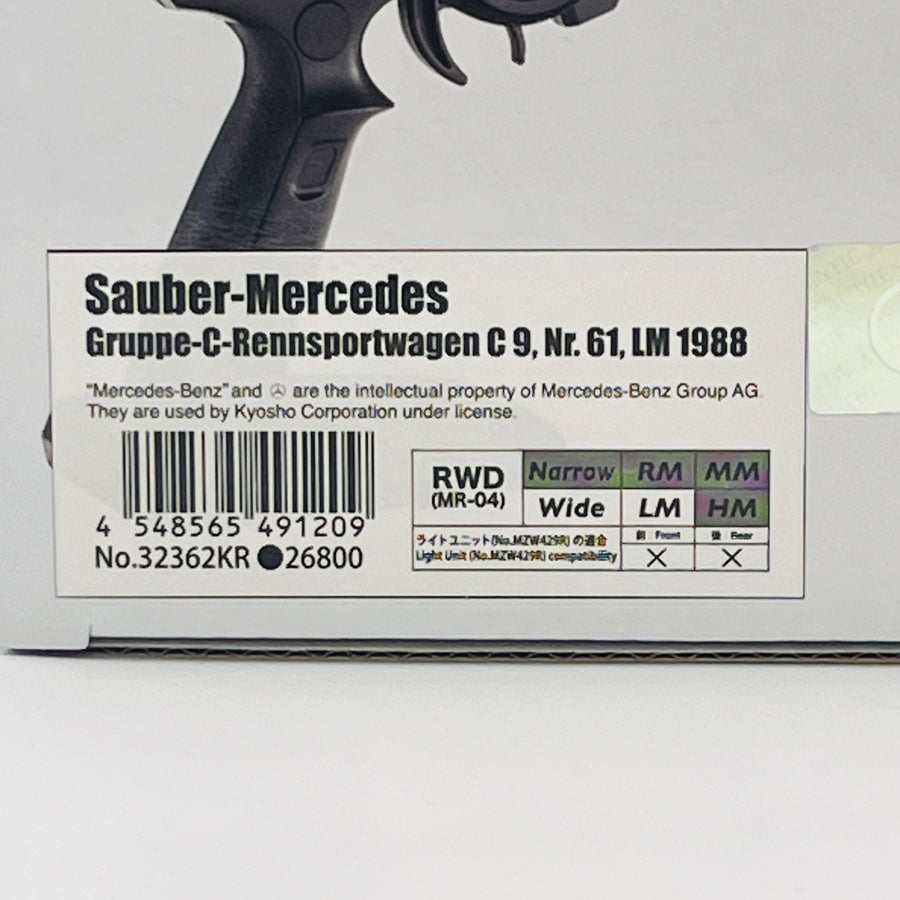 Sauber-Mercedes
Gruppe-C-Rennsportwagen C 9, Nr. 61, LM 1988
"Mercedes-Benz" and are the intellectual property of Mercedes-Benz Group AG.
They are used by Kyosho Corporation under license.
4 548565 491209
No.32362KR ●26800
RWD
(MR-04)
Narrow RM MM
Wide LM HM
ライトユニット(No.MZW429R)の適合
Light Unit (No.MZW429R) compatibility
前 Front 後 Rear
× ×